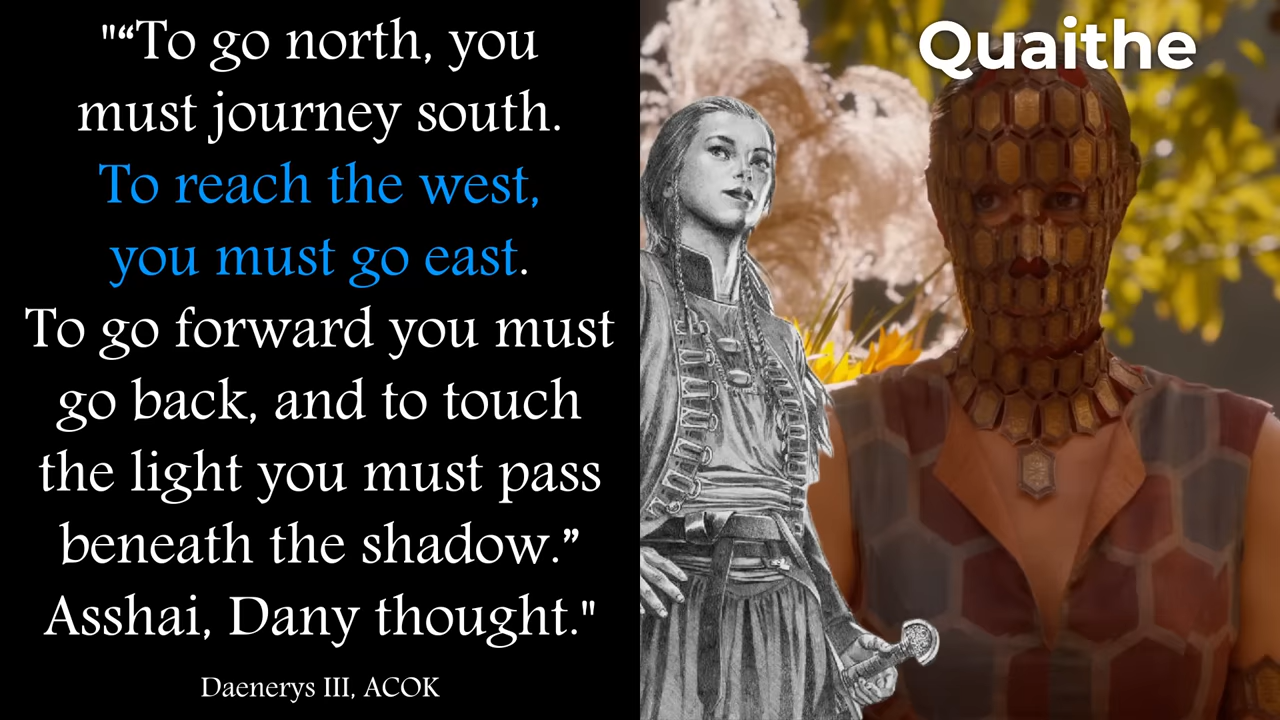 "“To go north, you
must journey south.
To reach the west,
you must go east.
To go forward you must
go back, and to touch
the light you must pass
beneath the shadow.”
Asshai, Dany thought."
Daenerys III, ACOK
Quaithe